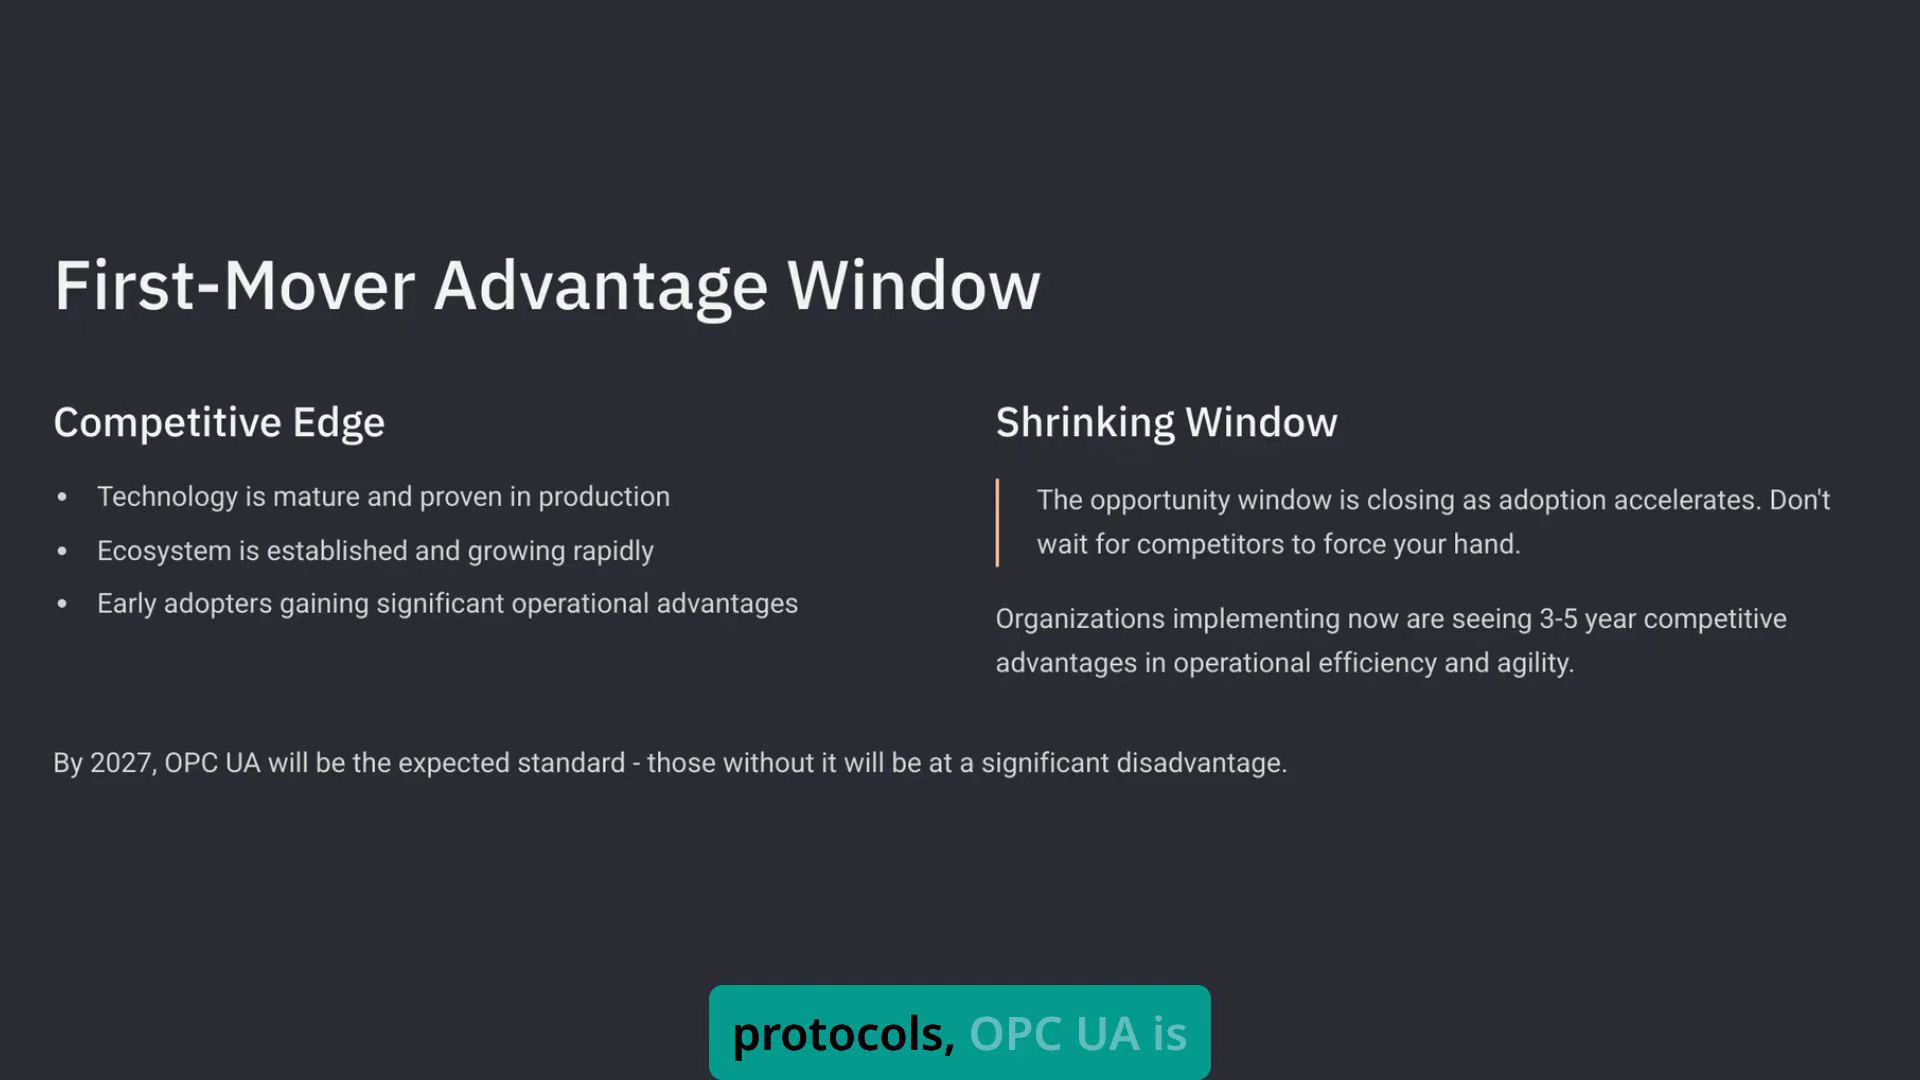 First-Mover Advantage Window
Competitive Edge
• Technology is mature and proven in production
• Ecosystem is established and growing rapidly
• Early adopters gaining significant operational advantages
Shrinking Window
The opportunity window is closing as adoption accelerates. Don't
wait for competitors to force your hand.
Organizations implementing now are seeing 3-5 year competitive
advantages in operational efficiency and agility.
By 2027, OPC UA will be the expected standard - those without it will be at a significant disadvantage.
protocols, OPC UA is